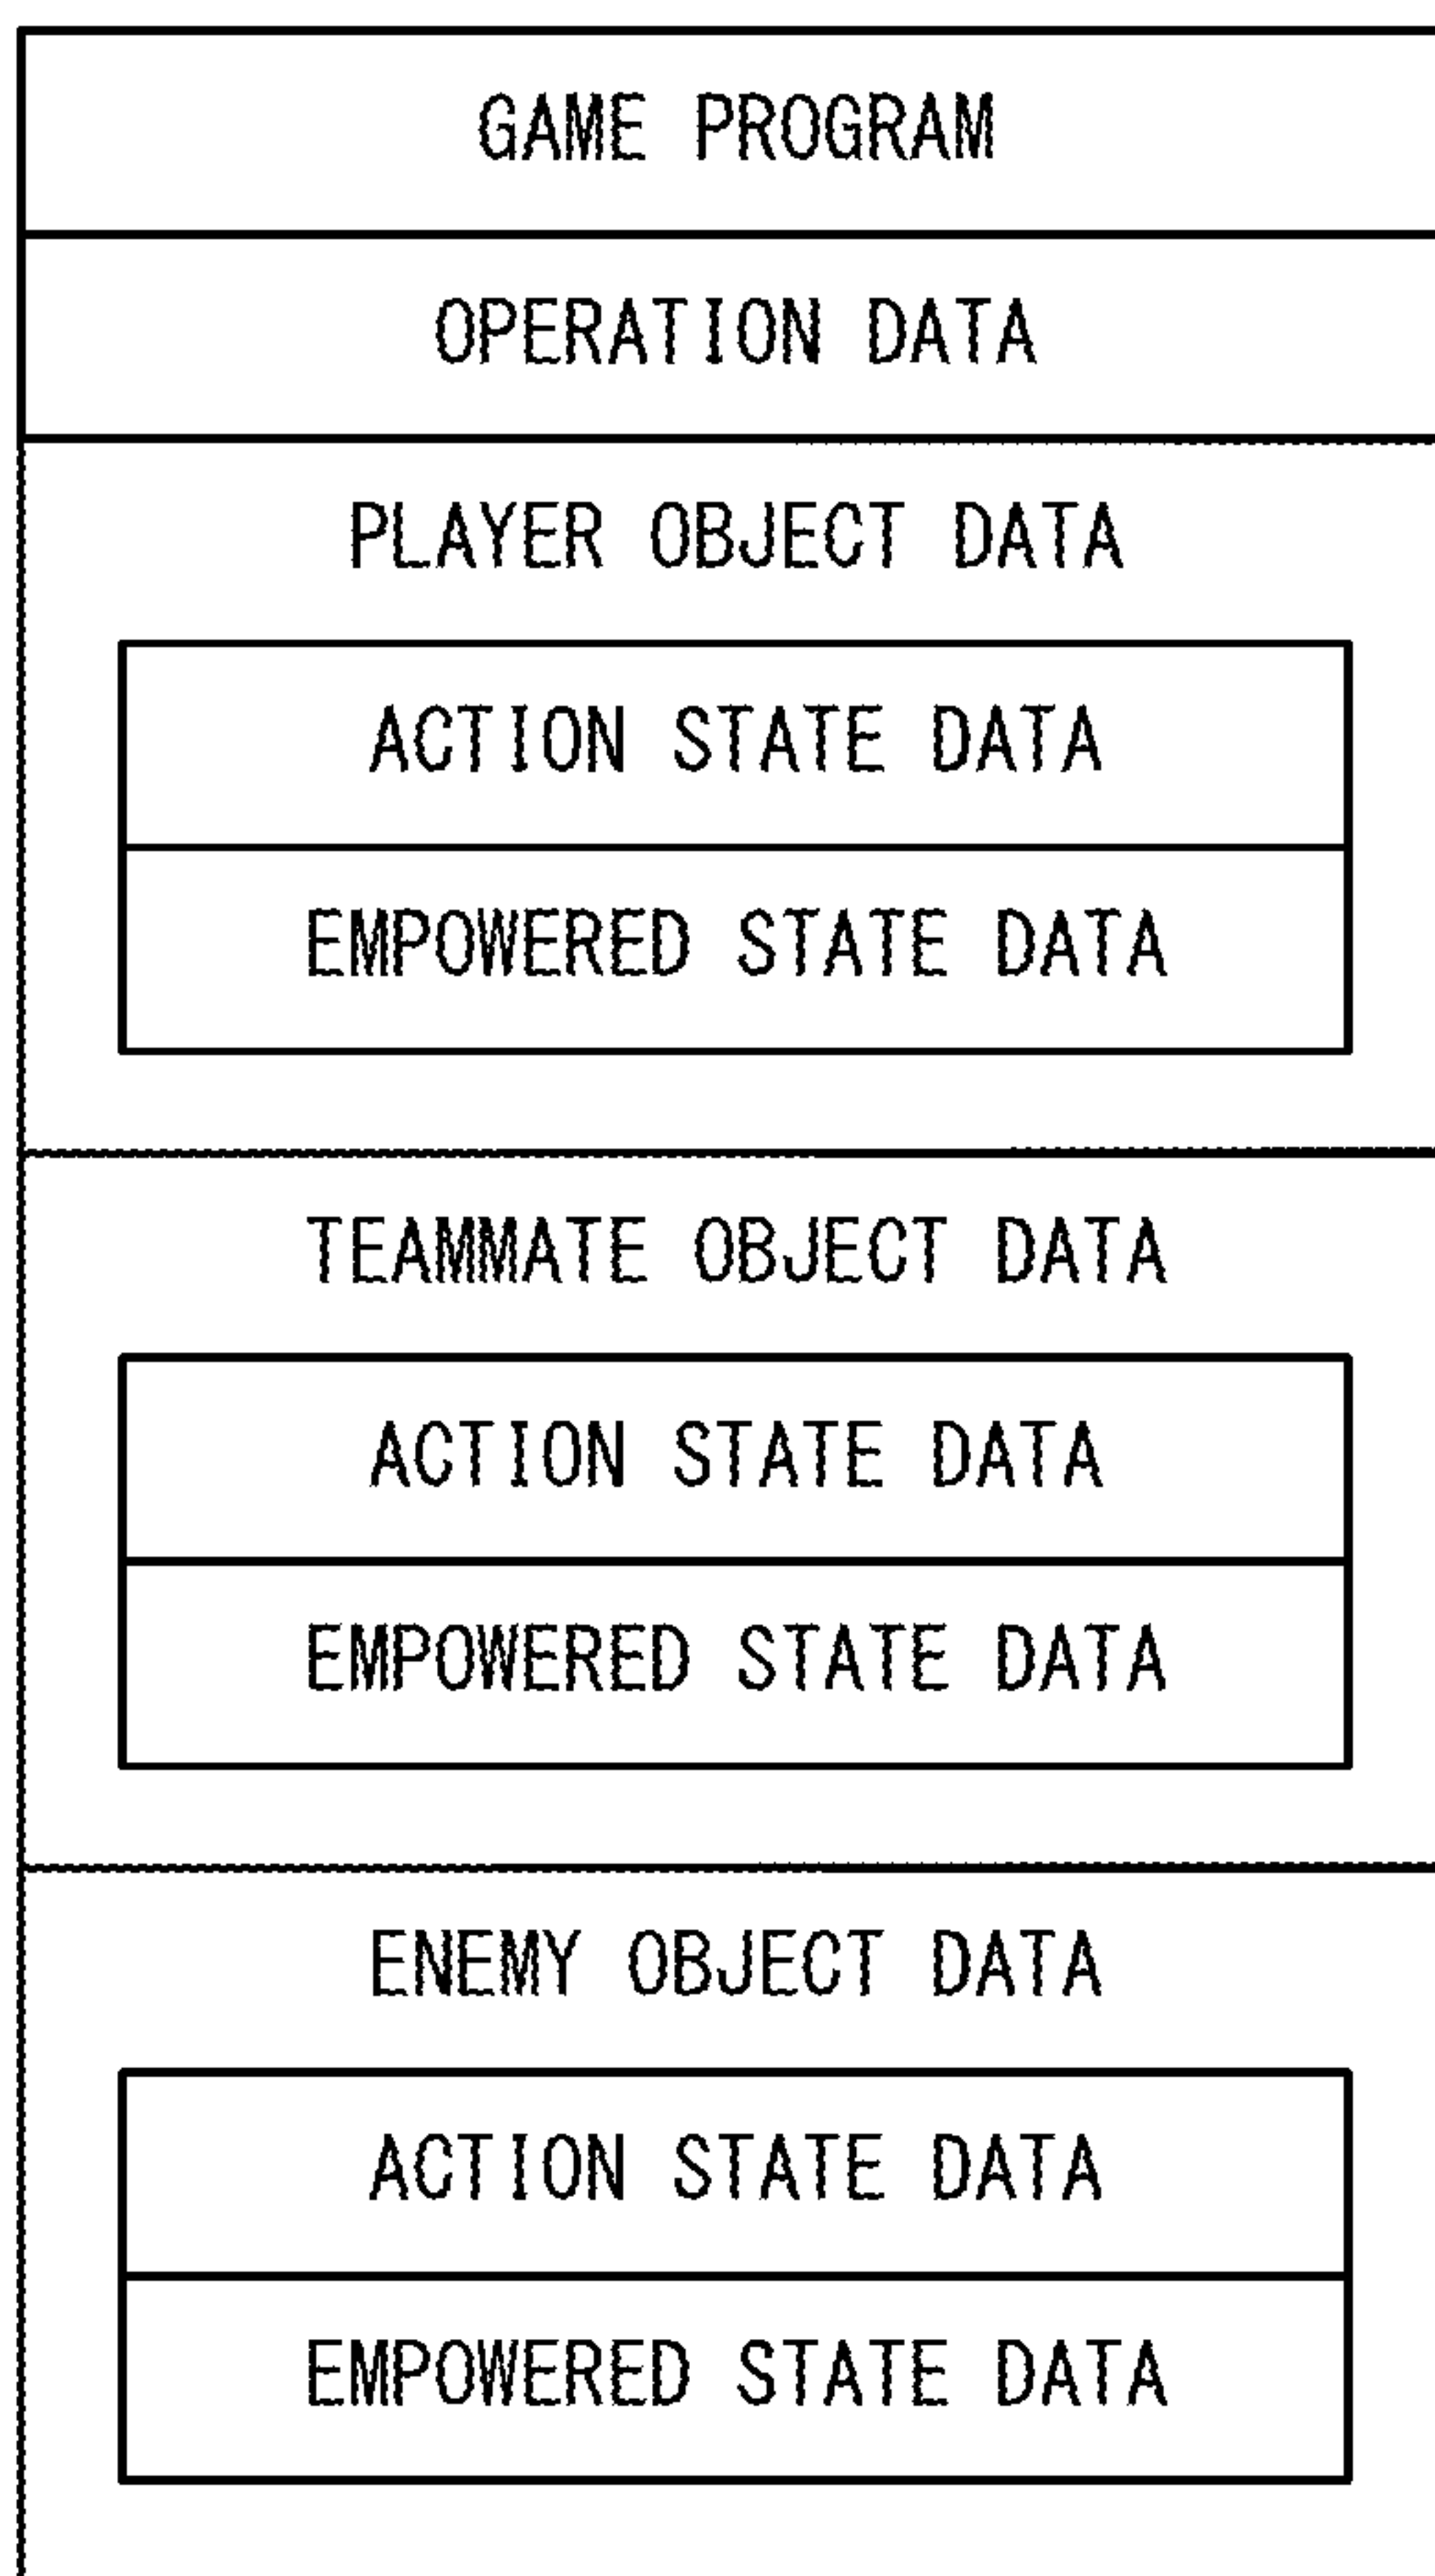 GAME PROGRAM
OPERATION DATA
PLAYER OBJECT DATA
ACTION STATE DATA
EMPOWERED STATE DATA
TEAMMATE OBJECT DATA
ACTION STATE DATA
EMPOWERED STATE DATA
ENEMY OBJECT DATA
ACTION STATE DATA
EMPOWERED STATE DATA